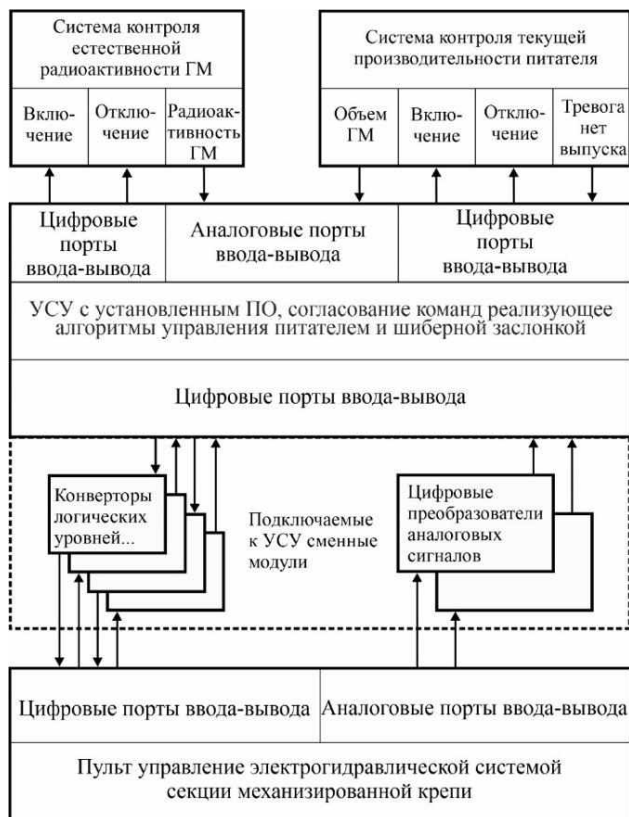 Система контроля
естественной
радиоактивности ГМ
Вклю-
чение
Отклю-
чение
Радиоак-
тивность
ГМ
Система контроля текущей
производительности питателя
Объем
ГМ
Вклю-
чение
Отклю-
чение
Тревога
нет
выпуска
Цифровые
порты
ввода-вывода
Аналоговые порты
ввода-вывода
Цифровые
порты
ввода-вывода
УСУ с установленным ПО, согласование команд реализующее
алгоритмы управления питателем и шиберной заслонкой
Цифровые порты ввода-вывода
Конверторы
логических
уровней...
Подключаемые
к УСУ сменные
модули
Цифровые
преобразователи
аналоговых
сигналов
Цифровые порты ввода-вывода
Аналоговые порты ввода-вывода
Пульт управление электрогидравлической системой
секции механизированной крепи